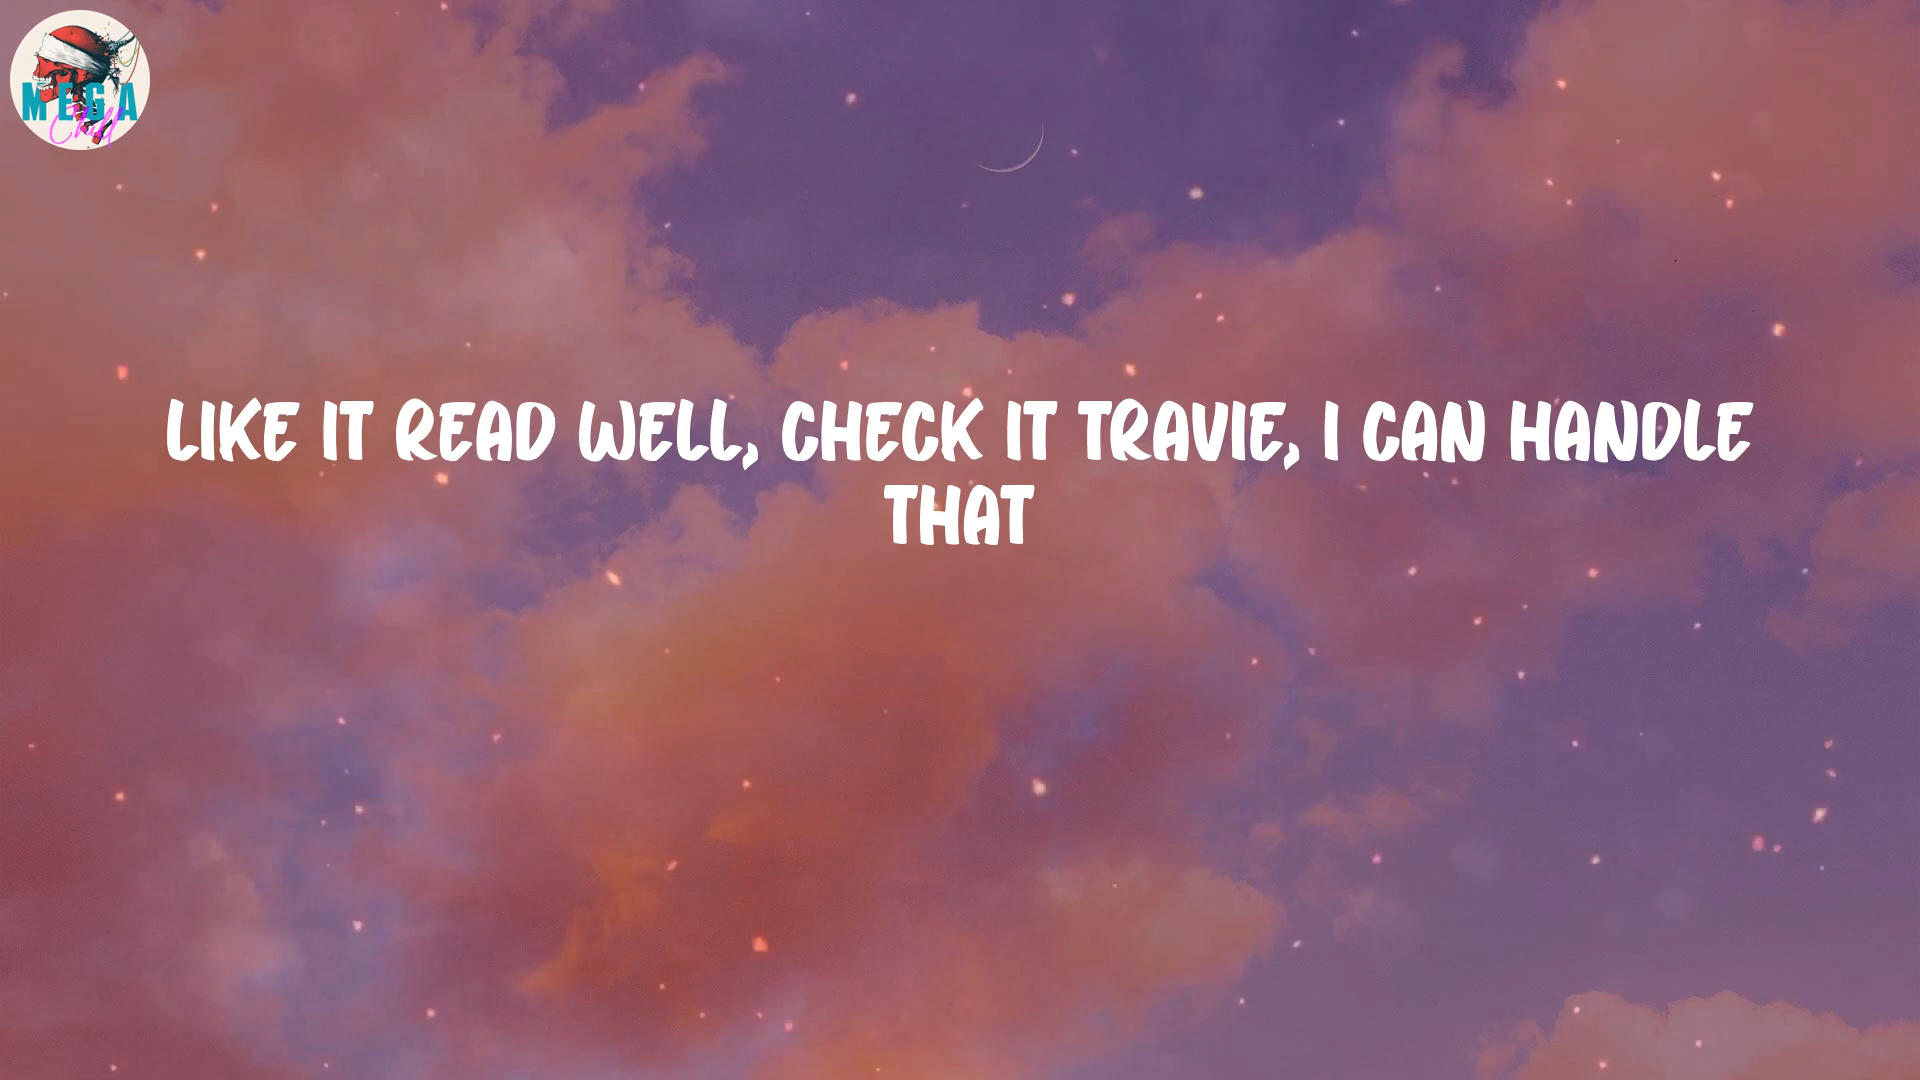 MEGA
Chill
LIKE IT READ WELL, CHECK IT TRAVIE, I CAN HANDLE
THAT